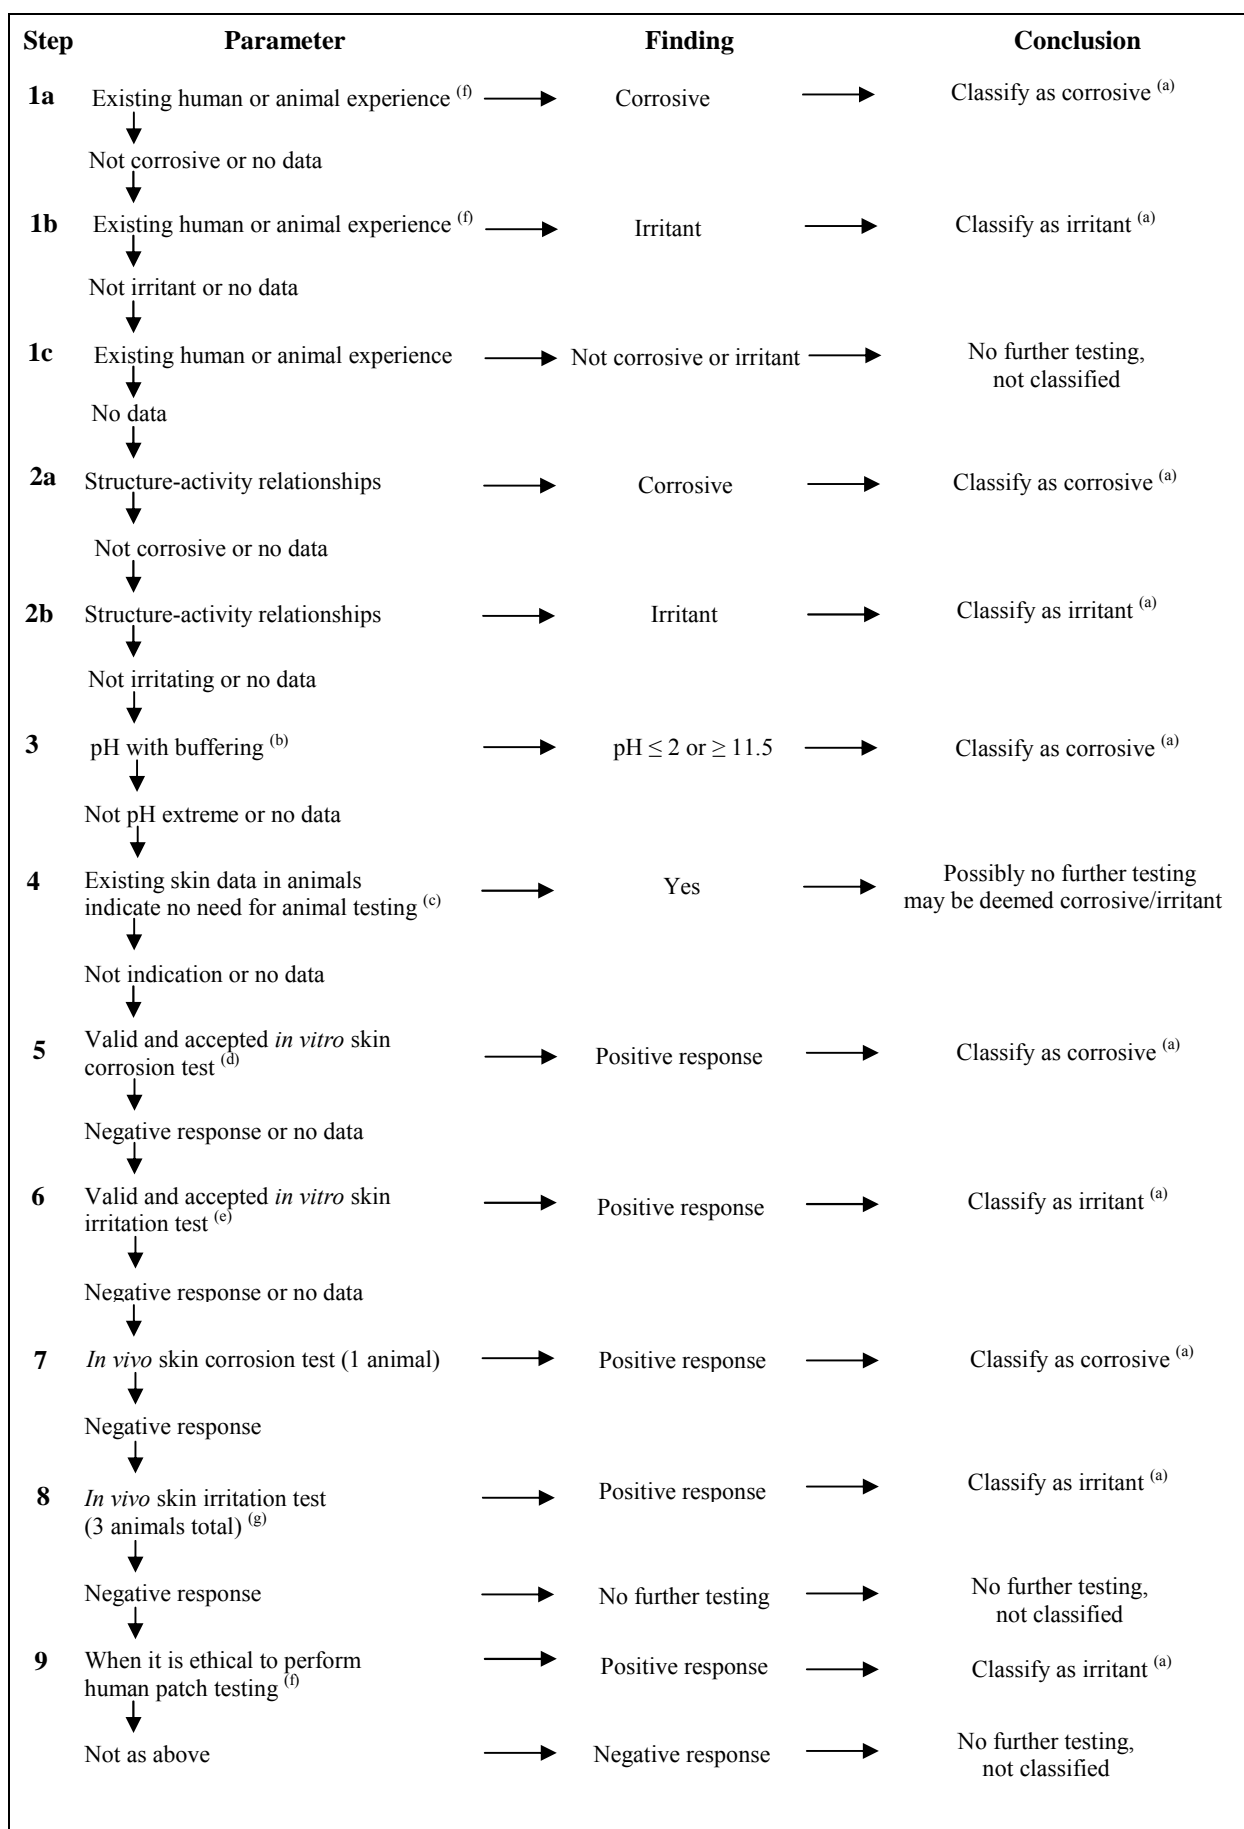 Step Parameter Finding Conclusion
1a Existing human or animal experience (f) Corrosive Classify as corrosive (a)
Not corrosive or no data
1b Existing human or animal experience (f) Irritant Classify as irritant (a)
Not irritant or no data
1c Existing human or animal experience Not corrosive or irritant No further testing,
not classified
No data
2a Structure-activity relationships Corrosive Classify as corrosive (a)
Not corrosive or no data
2b Structure-activity relationships Irritant Classify as irritant (a)
Not irritating or no data
3 pH with buffering (b) pH ≤ 2 or ≥ 11.5 Classify as corrosive (a)
Not pH extreme or no data
4 Existing skin data in animals Yes Possibly no further testing
indicate no need for animal testing (c) may be deemed corrosive/irritant
Not indication or no data
5 Valid and accepted in vitro skin Positive response Classify as corrosive (a)
corrosion test (d)
Negative response or no data
6 Valid and accepted in vitro skin Positive response Classify as irritant (a)
irritation test (e)
Negative response or no data
7 In vivo skin corrosion test (1 animal) Positive response Classify as corrosive (a)
Negative response
8 In vivo skin irritation test Positive response Classify as irritant (a)
(3 animals total) (g)
Negative response No further testing No further testing,
not classified
9 When it is ethical to perform Positive response Classify as irritant (a)
human patch testing (f)
Not as above Negative response No further testing,
not classified